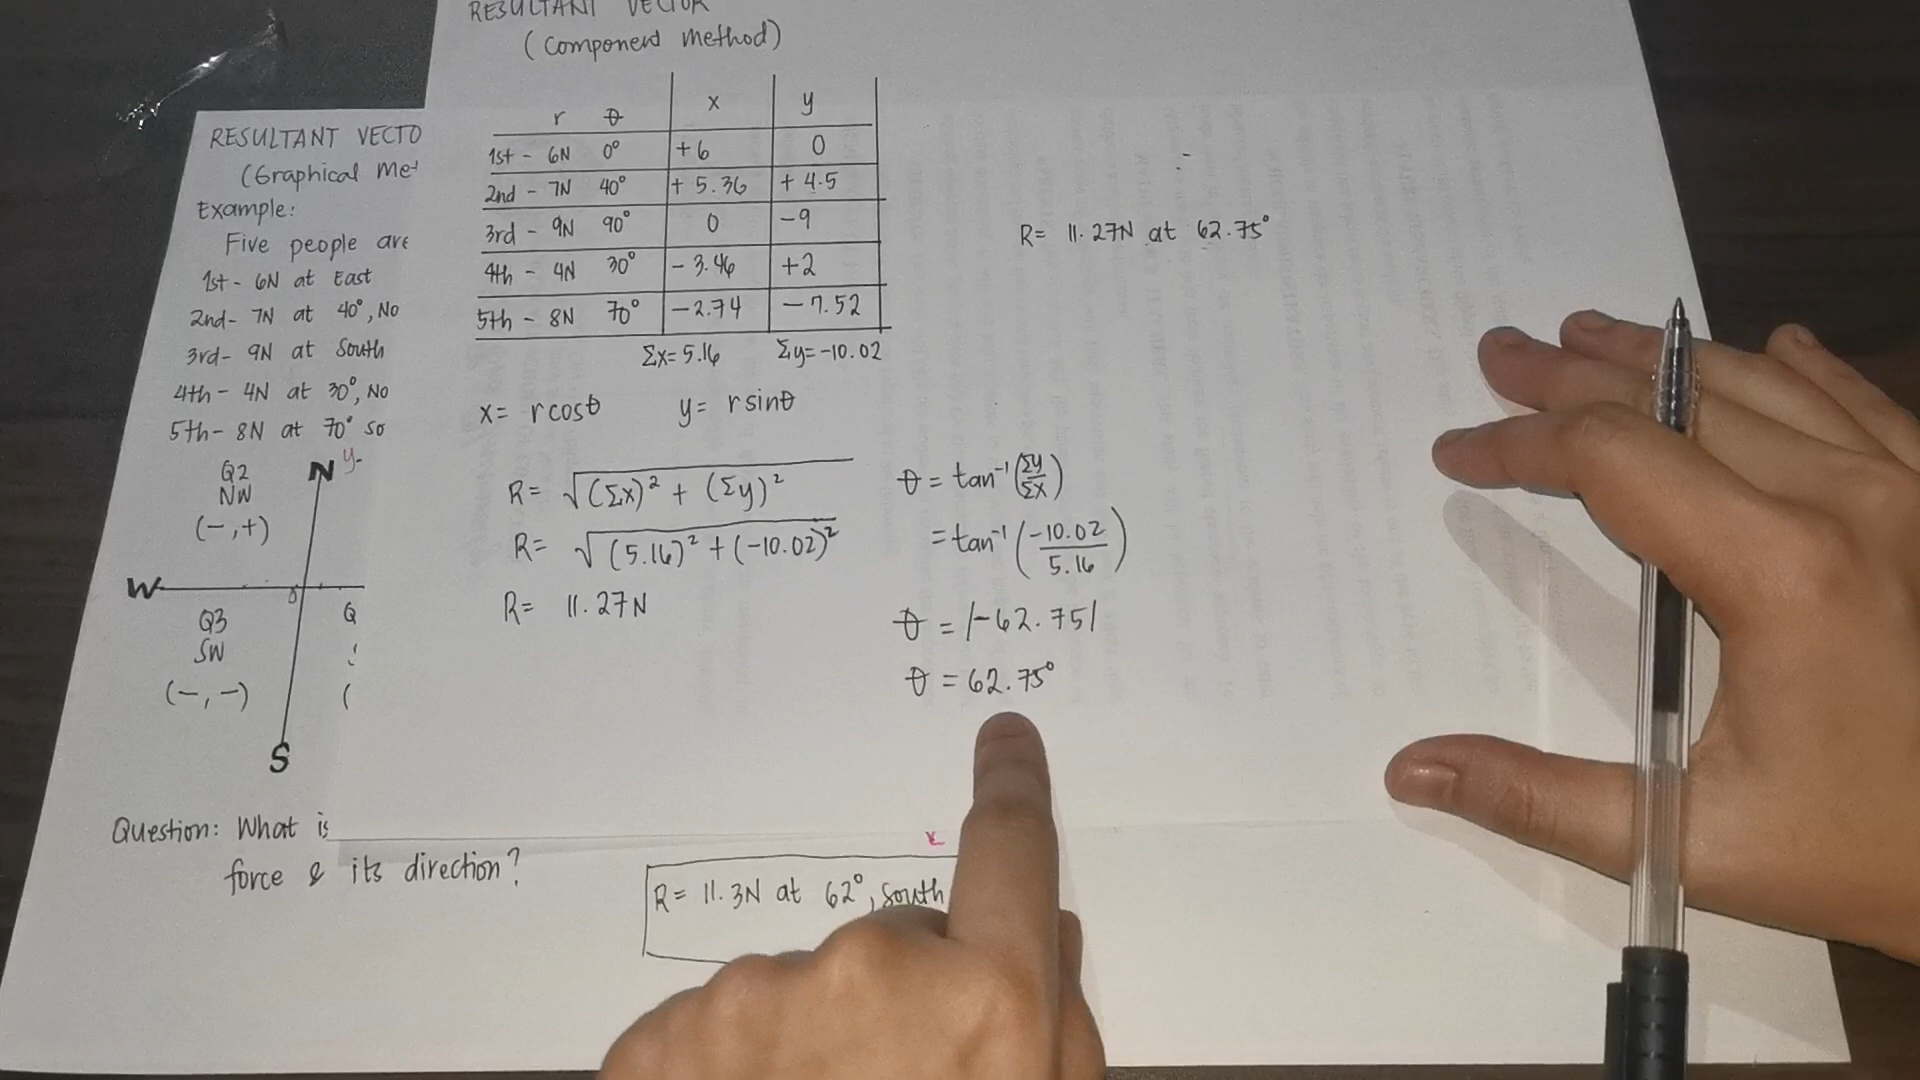 RESULTANT VECTOR
(Component Method)
r θ x y
1st - 6N 0° +6 0
2nd - 7N 40° +5.36 +4.5
3rd - 9N 90° 0 -9
4th - 4N 30° -3.46 +2
5th - 8N 70° -2.74 -7.52
Σx= 5.16 Σy= -10.02
x= rcosθ y= rsinθ
R= √(Σx)² + (Σy)²
R= √(5.16)² + (-10.02)²
R= 11.27N
θ = tan⁻¹(Σy/Σx)
= tan⁻¹(-10.02/5.16)
θ = |-62.75|
θ = 62.75°
R= 11.27N at 62.75°
RESULTANT VECTO
(Graphical Met
Example:
Five people are
1st - 6N at East
2nd- 7N at 40°, No
3rd- 9N at South
4th - 4N at 30°, No
5th- 8N at 70° so
Q2 N y
NW
(-,+)
W
Q3 Q
SW
(-,-) (
S
Question: What is
force & its direction?
x
R= 11.3N at 62°, South